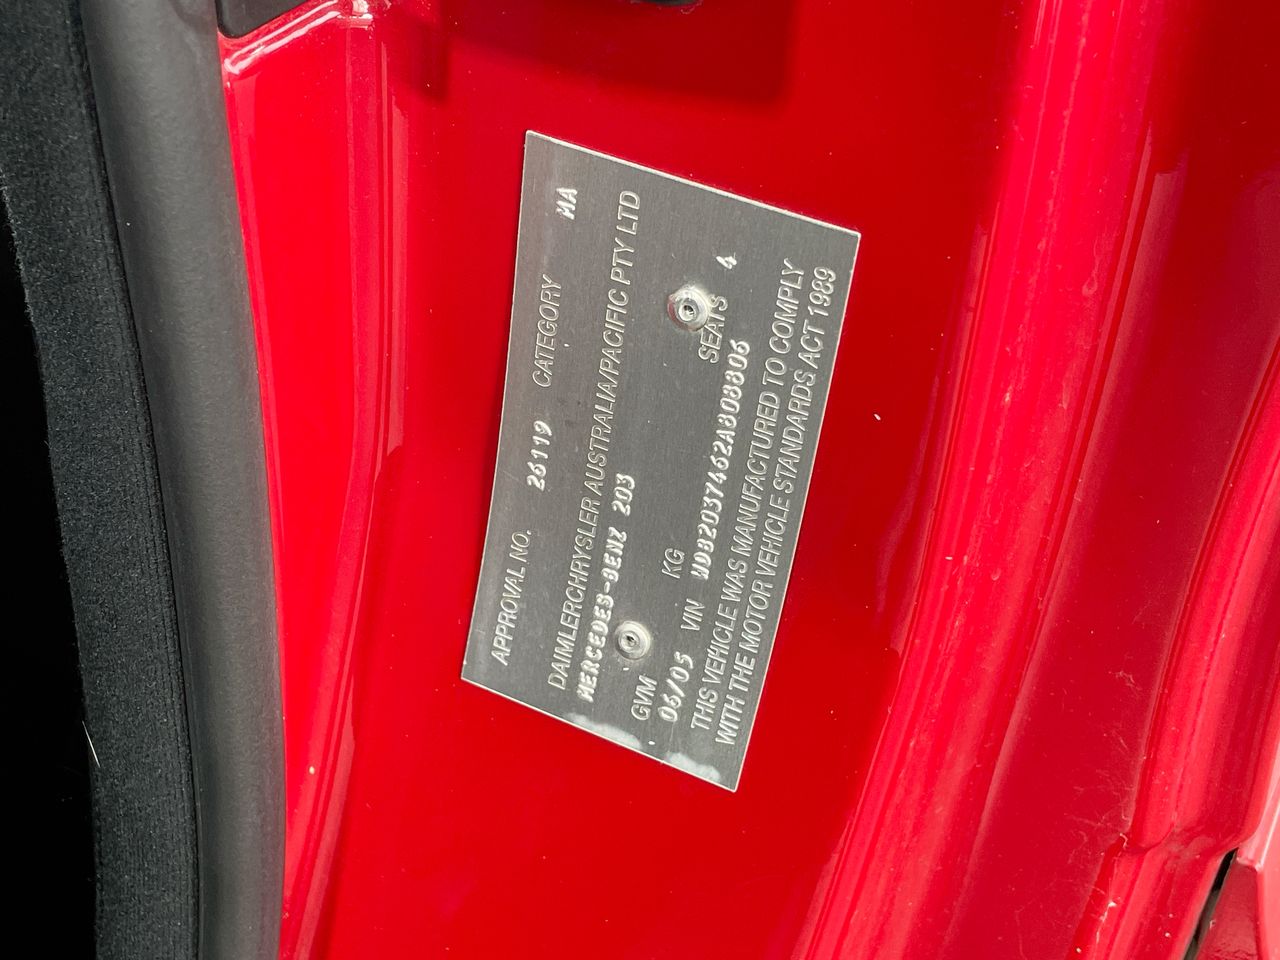 APPROVAL NO. 26119 CATEGORY MA
DAIMLERCHRYSLER AUSTRALIA/PACIFIC PTY LTD
MERCEDES-BENZ 203
GVM KG SEATS 4
06/05 VIN WDB2037462A808806
THIS VEHICLE WAS MANUFACTURED TO COMPLY
WITH THE MOTOR VEHICLE STANDARDS ACT 1989